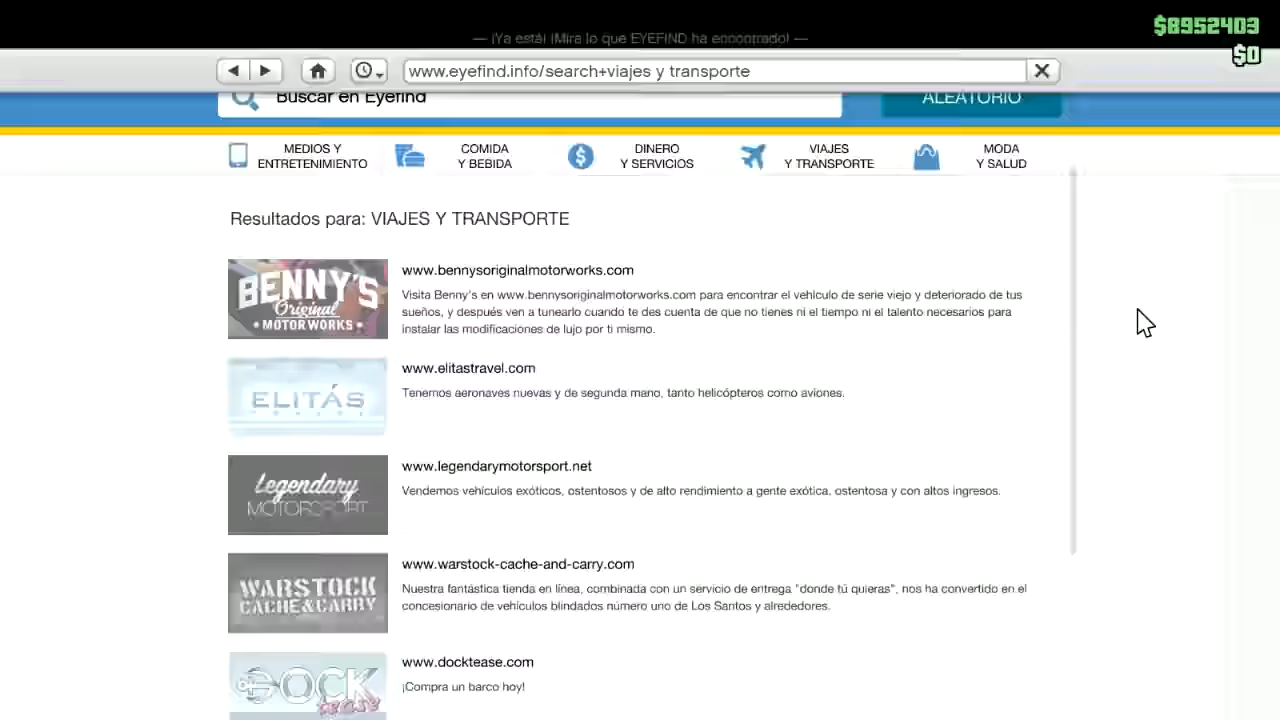 $8952403
— ¡Ya está! ¡Mira lo que EYEFIND ha encontrado! —
$0
www.eyefind.info/search+viajes y transporte
Buscar en Eyefind
ALEATORIO
MEDIOS Y
ENTRETENIMIENTO
COMIDA
Y BEBIDA
DINERO
Y SERVICIOS
VIAJES
Y TRANSPORTE
MODA
Y SALUD
Resultados para: VIAJES Y TRANSPORTE
BENNY'S
Original
• MOTOR WORKS •
www.bennysoriginalmotorworks.com
Visita Benny's en www.bennysoriginalmotorworks.com para encontrar el vehículo de serie viejo y deteriorado de tus
sueños, y después ven a tunearlo cuando te des cuenta de que no tienes ni el tiempo ni el talento necesarios para
instalar las modificaciones de lujo por ti mismo.
ELITÁS
www.elitastravel.com
Tenemos aeronaves nuevas y de segunda mano, tanto helicópteros como aviones.
Legendary
MOTORSPORT
www.legendarymotorsport.net
Vendemos vehículos exóticos, ostentosos y de alto rendimiento a gente exótica, ostentosa y con altos ingresos.
WARSTOCK
CACHE&CARRY
www.warstock-cache-and-carry.com
Nuestra fantástica tienda en línea, combinada con un servicio de entrega "donde tú quieras", nos ha convertido en el
concesionario de vehículos blindados número uno de Los Santos y alrededores.
DOCK
TEASE
www.docktease.com
¡Compra un barco hoy!